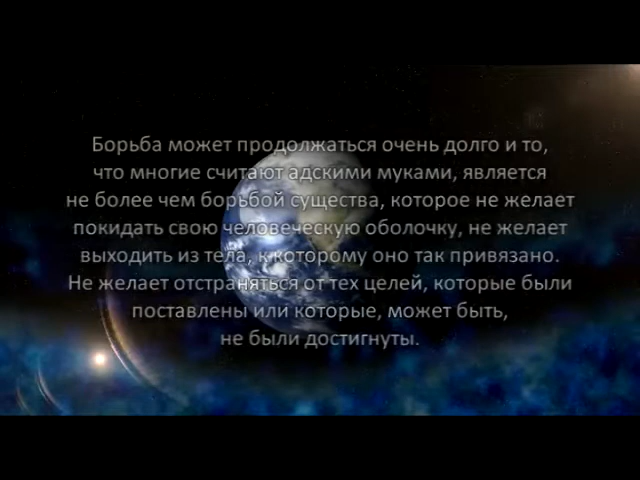 Борьба может продолжаться очень долго и то,
что многие считают адскими муками, является
не более чем борьбой существа, которое не желает
покидать свою человеческую оболочку, не желает
выходить из тела, к которому оно так привязано.
Не желает отстраняться от тех целей, которые были
поставлены или которые, может быть,
не были достигнуты.